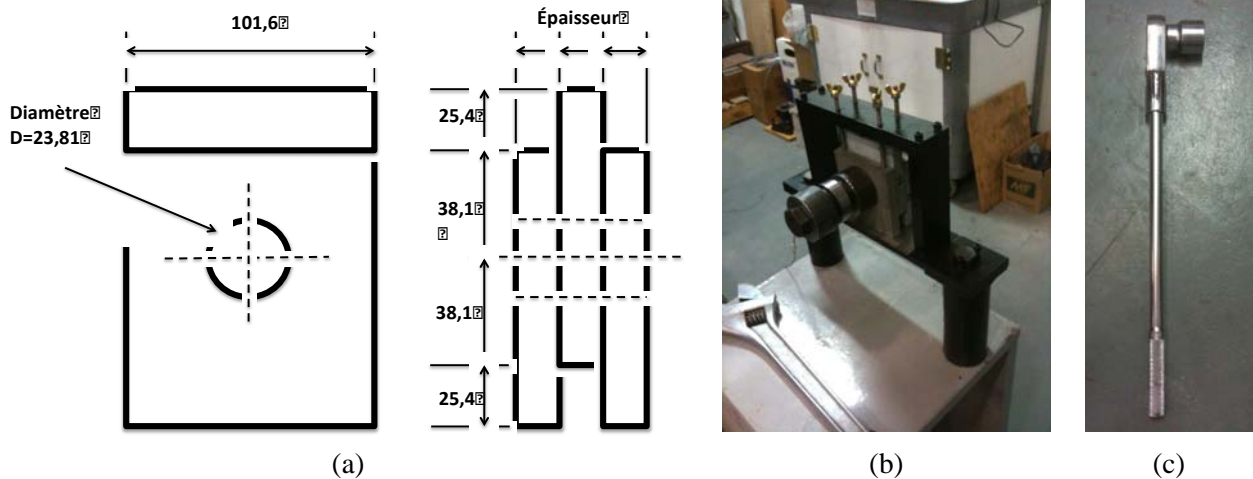 101,6
Épaisseur
Diamètre
D=23,81
25,4
38,1
38,1
25,4
(a)
(b)
(c)